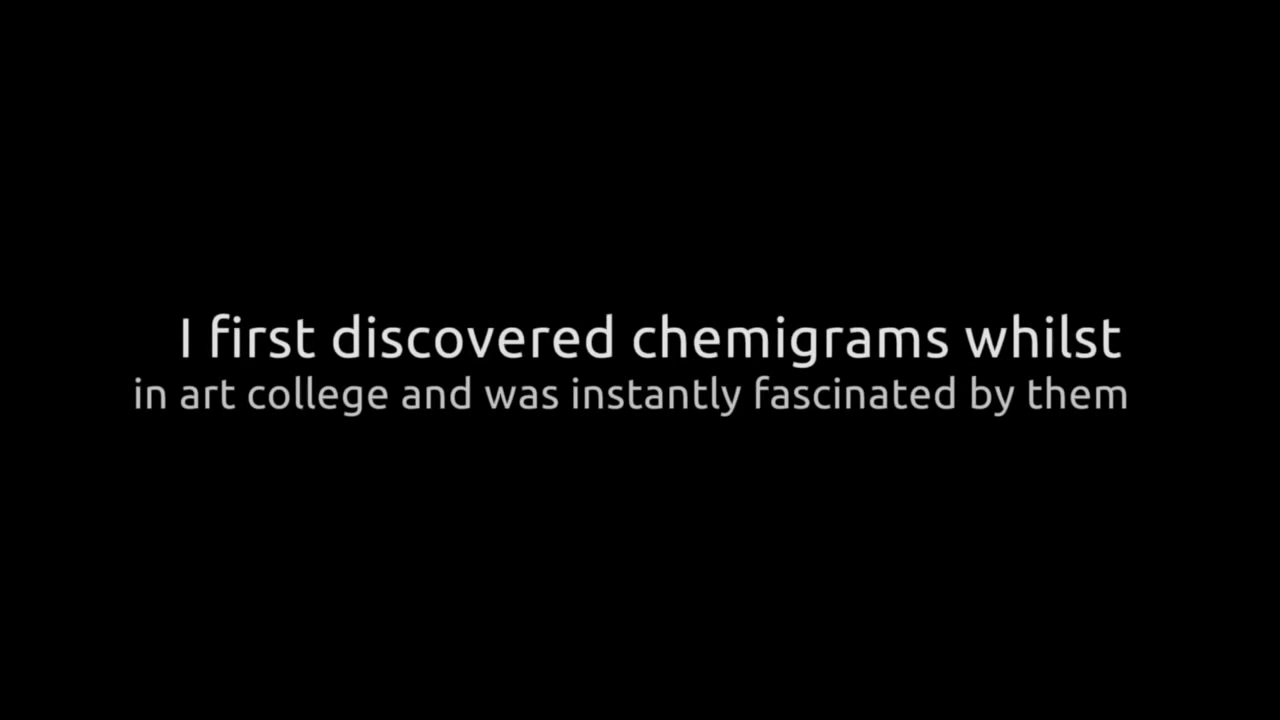 I first discovered chemigrams whilst
in art college and was instantly fascinated by them